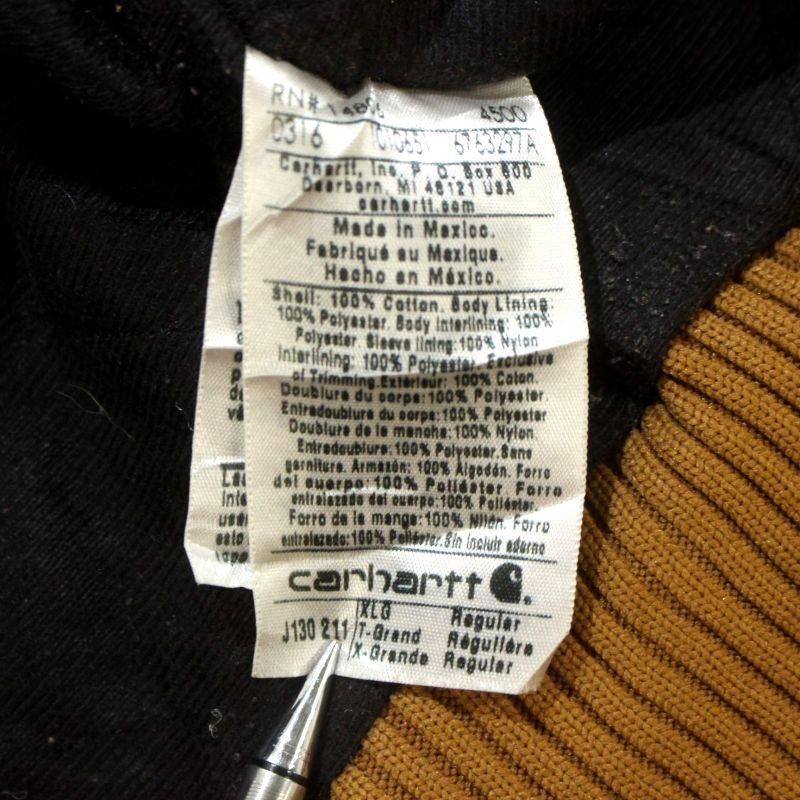 RN# 14806 4500
0316 010651 6763297A
Carhartt, Inc. P. O. Box 600
Dearborn, MI 48121 USA
carhartt.com
Made in Mexico.
Fabriqué au Mexique.
Hecho en México.
Shell: 100% Cotton. Body Lining:
100% Polyester. Body Interlining: 100%
Polyester. Sleeve lining: 100% Nylon
Interlining: 100% Polyester. Exclusive
of Trimming.Extérieur: 100% Coton.
Doublure du corps: 100% Polyester.
Entredoublure du corps: 100% Polyester
Doublure de la manche: 100% Nylon
Entredoublure: 100% Polyester.Sans
garniture. Armazón: 100% Algodón. Forro
del cuerpo: 100% Poliéster. Forro
entralazado del cuerpo: 100% Poliéster.
Forro de la manga: 100% Nilón. Forro
entralazado: 100% Poliéster.Sin incluir adorno
carhartt
J130 211
XLG Regular
T-Grand Régulière
X-Grande Regular